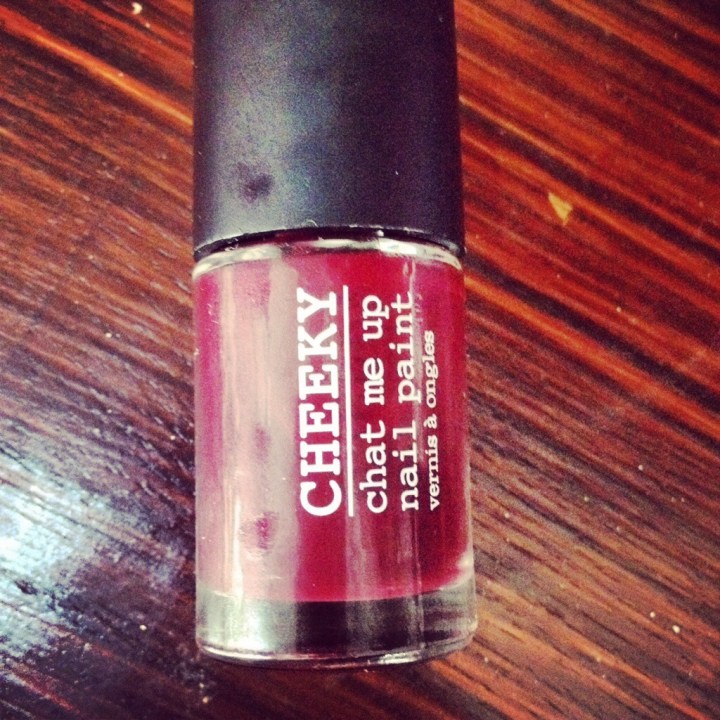 CHEEKY
chat me up
nail paint
vernis à ongles